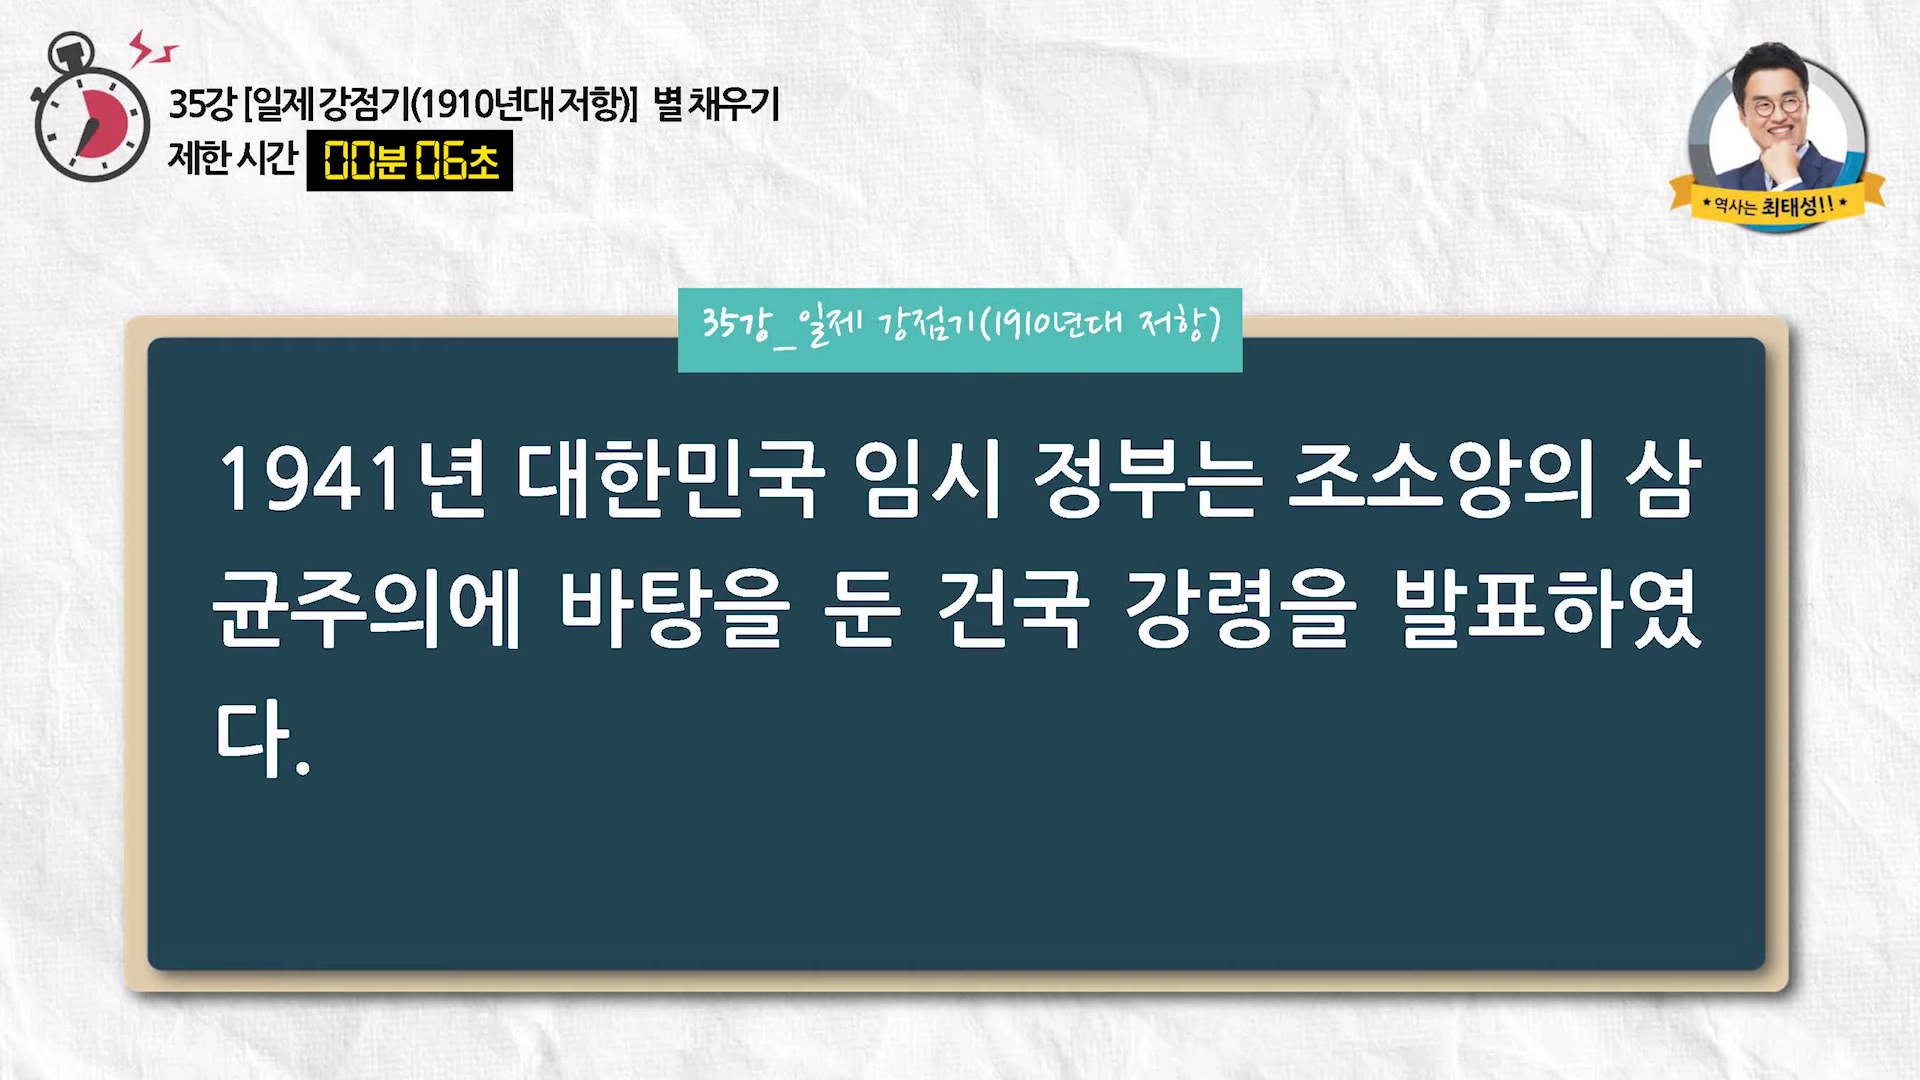 35강 [일제 강점기(1910년대 저항)] 별 채우기
제한 시간 00분 06초
★ 역사는 최태성!! ★
35강_일제 강점기(1910년대 저항)
1941년 대한민국 임시 정부는 조소앙의 삼
균주의에 바탕을 둔 건국 강령을 발표하였
다.